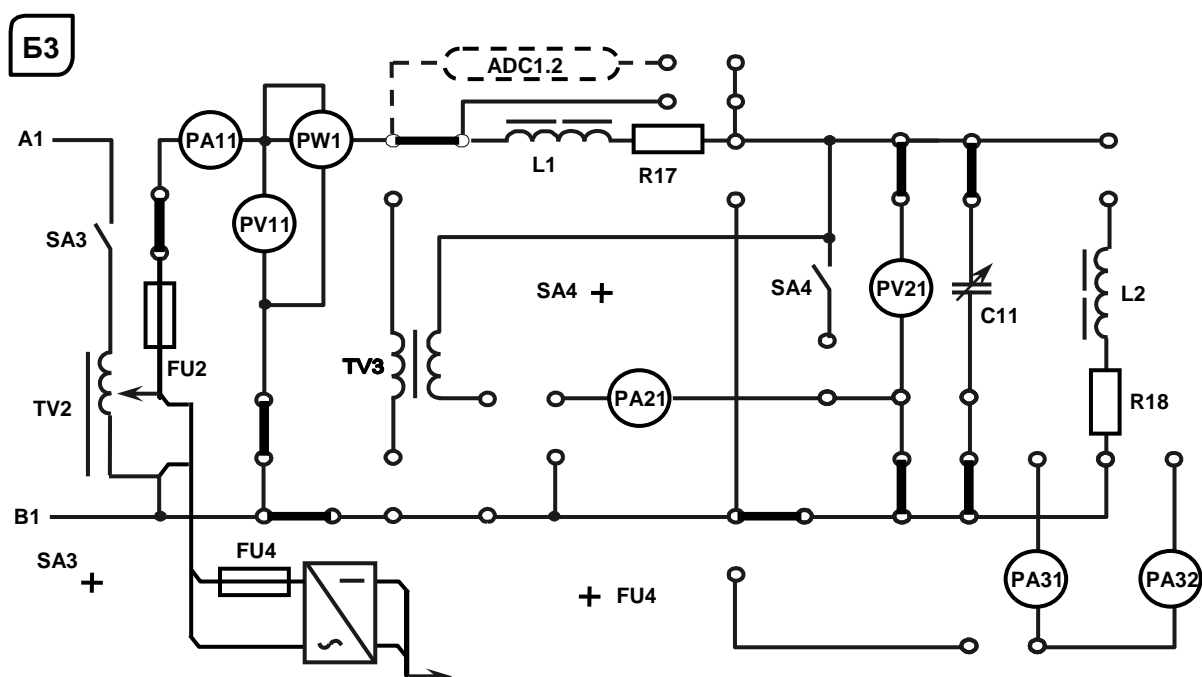 Б3
ADC1.2
A1
PA11
PW1
L1
R17
PV11
SA3
SA4
SA4
PV21
C11
L2
FU2
TV3
TV2
PA21
R18
B1
SA3
FU4
FU4
PA31
PA32